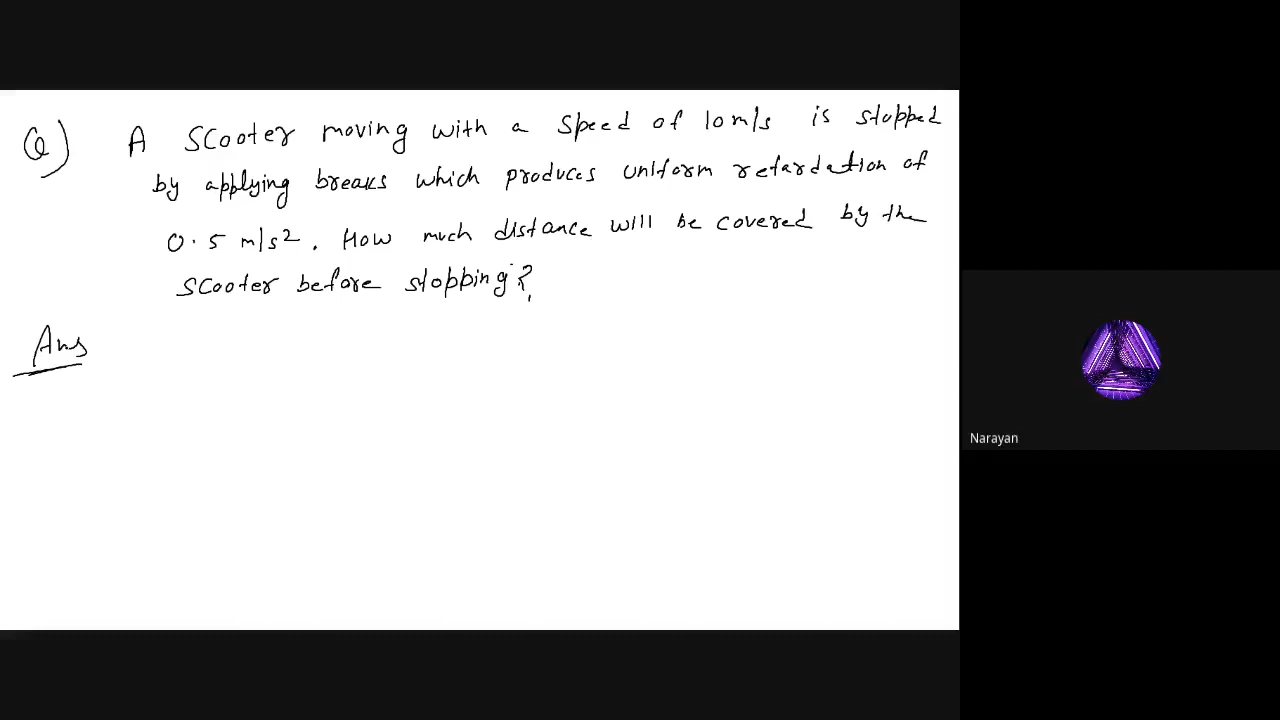 Q) A scooter moving with a speed of 10m/s is stopped
by applying breaks which produces uniform retardation of
0.5 m/s2. How much distance will be covered by the
scooter before stopping?
Ans
Narayan